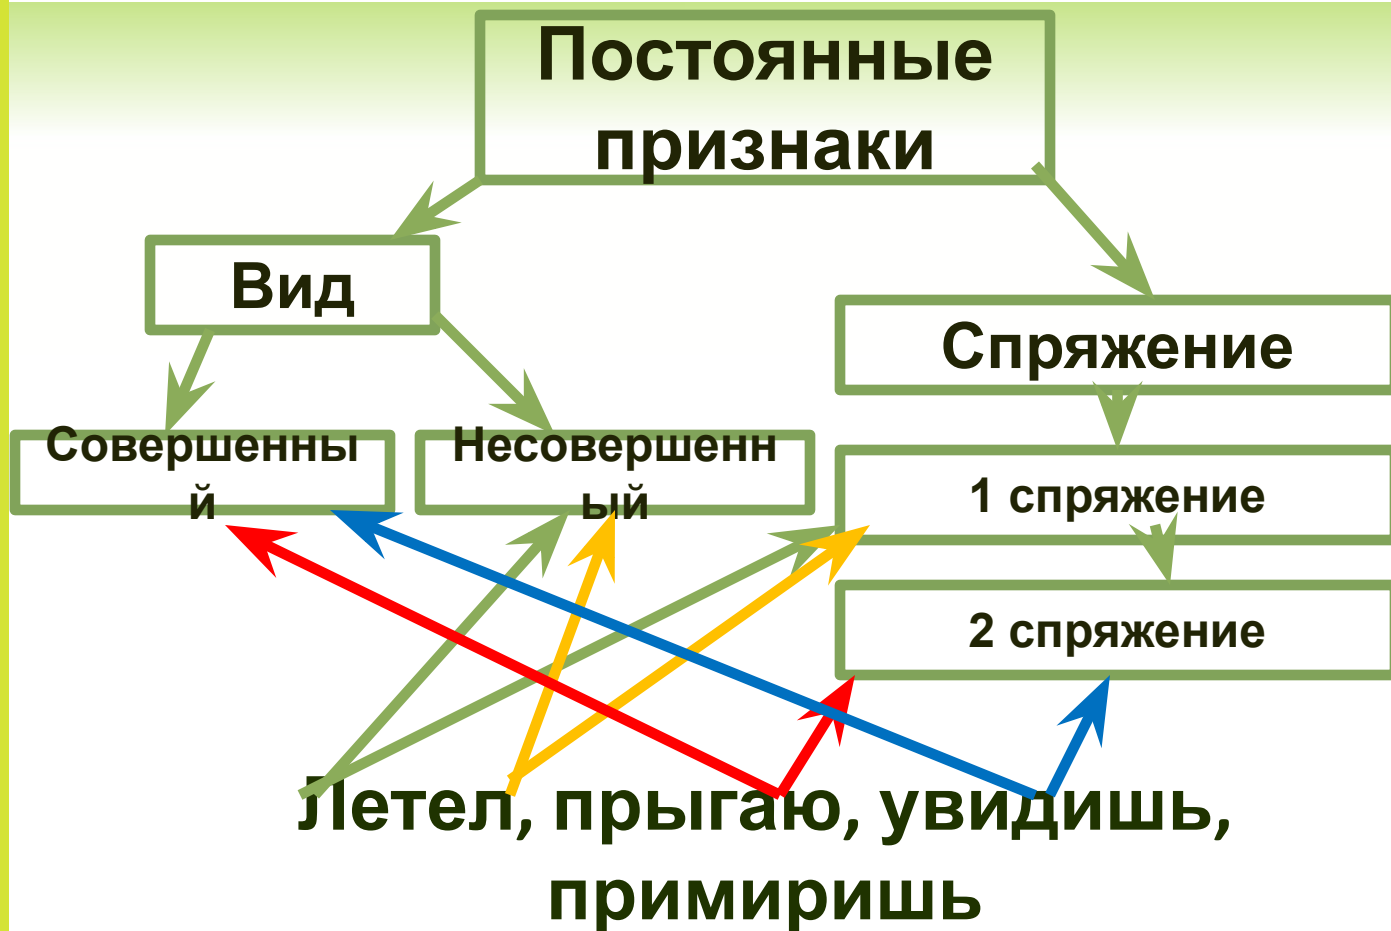 Постоянные
признаки
Вид
Спряжение
Совершенны
й
Несовершенн
ый
1 спряжение
2 спряжение
Летел, прыгаю, увидишь,
примиришь